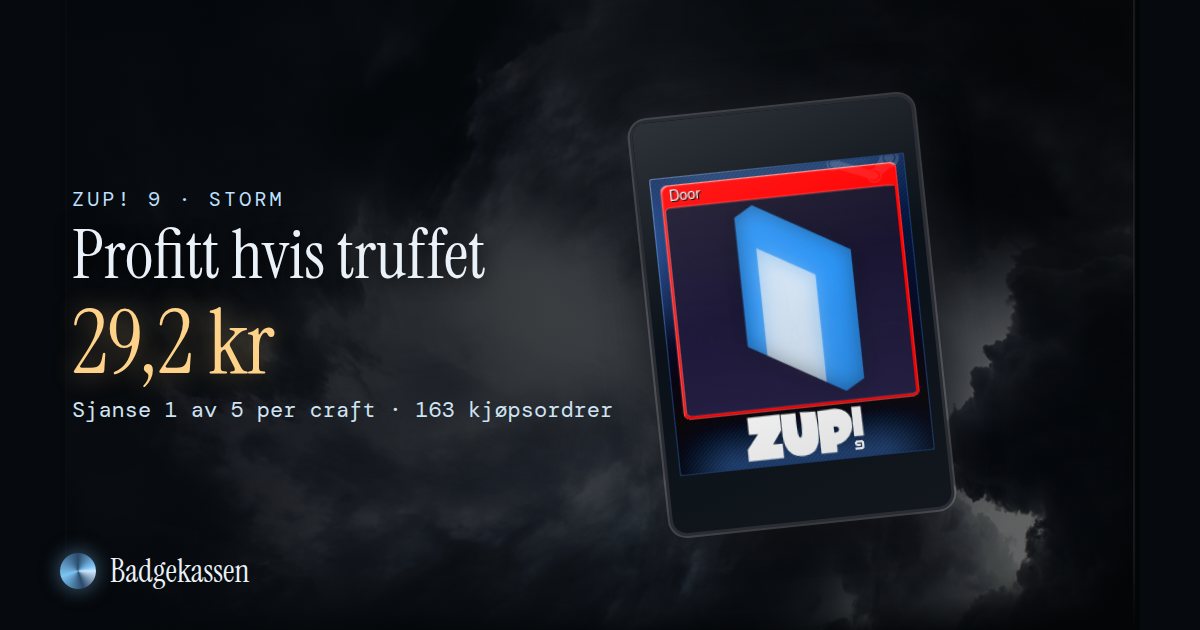 ZUP! 9 · STORM
Profitt hvis truffet
29,2 kr
Sjanse 1 av 5 per craft · 163 kjøpsordrer
Door
ZUP!
9
Badgekassen